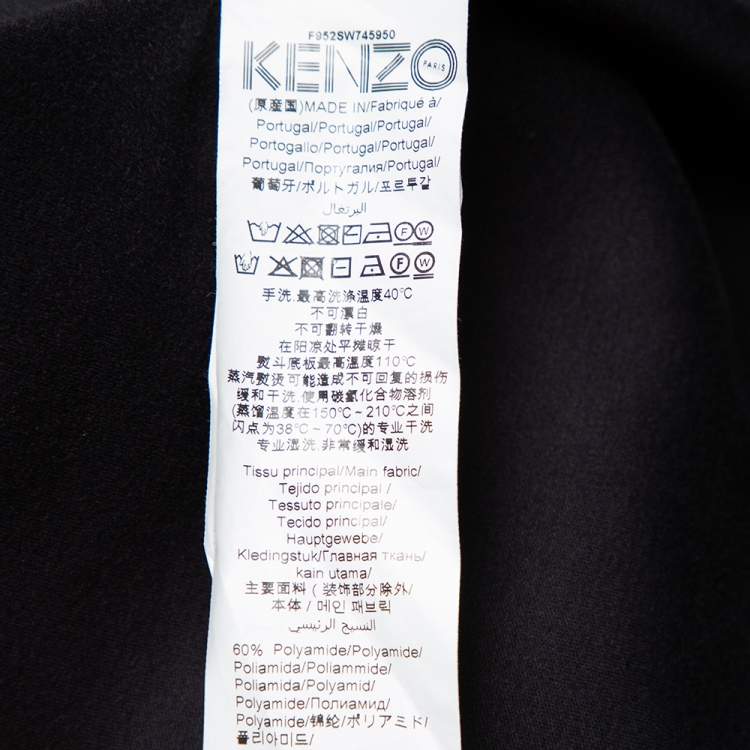 F952SW745950
KENZO
PARIS
(原産国)MADE IN/Fabriqué à/
Portugal/Portugal/Portugal/
Portogallo/Portugal/Portugal/
Portugal/Португалия/Portugal/
葡萄牙/ポルトガル/포르투갈/
البرتغال
F W
F W
手洗,最高洗涤温度40℃
不可漂白
不可翻转干燥
在阴凉处平摊晾干
熨斗底板最高温度110℃
蒸汽熨烫可能造成不可回复的损伤
缓和干洗,使用碳氢化合物溶剂
(蒸馏温度在150℃~210℃之间
闪点为38℃~70℃)的专业干洗
专业湿洗,非常缓和湿洗
Tissu principal/Main fabric/
Tejido principal /
Tessuto principale/
Tecido principal/
Hauptgewebe/
Kledingstuk/Главная ткань/
kain utama/
主要面料 ( 装饰部分除外/
本体 / 메인 패브릭
النسيج الرئيسي
60% Polyamide/Polyamide/
Poliamida/Poliammide/
Poliamida/Polyamid/
Polyamide/Полиамид/
Polyamide/锦纶/ポリアミド/
폴리아미드/